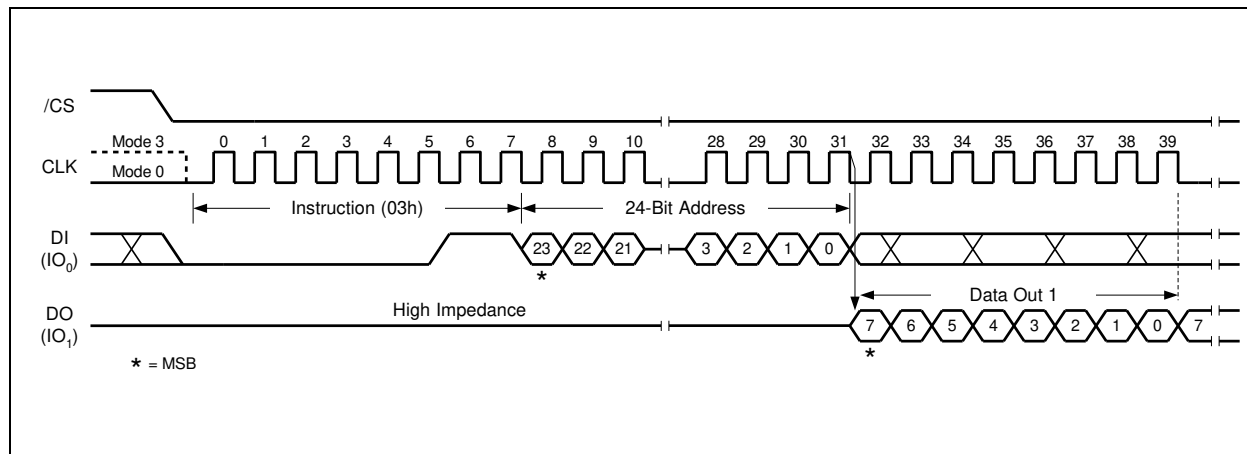 /CS
Mode 3
0 1 2 3 4 5 6 7 8 9 10 28 29 30 31 32 33 34 35 36 37 38 39
CLK
Mode 0
Instruction (03h)
24-Bit Address
DI
(IO0)
23 22 21 3 2 1 0
*
Data Out 1
High Impedance
DO
(IO1)
7 6 5 4 3 2 1 0 7
*
* = MSB